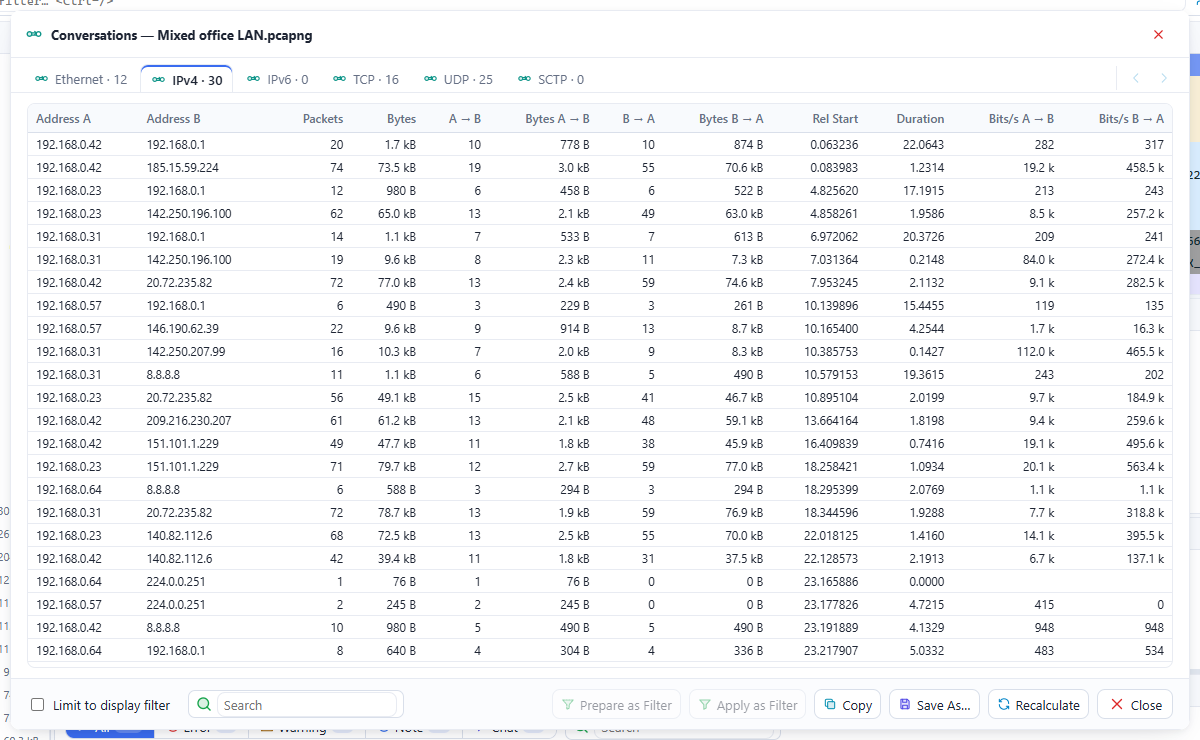 Conversations — Mixed office LAN.pcapng
Ethernet · 12 IPv4 · 30 IPv6 · 0 TCP · 16 UDP · 25 SCTP · 0
Address A Address B Packets Bytes A → B Bytes A → B B → A Bytes B → A Rel Start Duration Bits/s A → B Bits/s B → A
192.168.0.42 192.168.0.1 20 1.7 kB 10 778 B 10 874 B 0.063236 22.0643 282 317
192.168.0.42 185.15.59.224 74 73.5 kB 19 3.0 kB 55 70.6 kB 0.083983 1.2314 19.2 k 458.5 k
192.168.0.23 192.168.0.1 12 980 B 6 458 B 6 522 B 4.825620 17.1915 213 243
192.168.0.23 142.250.196.100 62 65.0 kB 13 2.1 kB 49 63.0 kB 4.858261 1.9586 8.5 k 257.2 k
192.168.0.31 192.168.0.1 14 1.1 kB 7 533 B 7 613 B 6.972062 20.3726 209 241
192.168.0.31 142.250.196.100 19 9.6 kB 8 2.3 kB 11 7.3 kB 7.031364 0.2148 84.0 k 272.4 k
192.168.0.42 20.72.235.82 72 77.0 kB 13 2.4 kB 59 74.6 kB 7.953245 2.1132 9.1 k 282.5 k
192.168.0.57 192.168.0.1 6 490 B 3 229 B 3 261 B 10.139896 15.4455 119 135
192.168.0.57 146.190.62.39 22 9.6 kB 9 914 B 13 8.7 kB 10.165400 4.2544 1.7 k 16.3 k
192.168.0.31 142.250.207.99 16 10.3 kB 7 2.0 kB 9 8.3 kB 10.385753 0.1427 112.0 k 465.5 k
192.168.0.31 8.8.8.8 11 1.1 kB 6 588 B 5 490 B 10.579153 19.3615 243 202
192.168.0.23 20.72.235.82 56 49.1 kB 15 2.5 kB 41 46.7 kB 10.895104 2.0199 9.7 k 184.9 k
192.168.0.42 209.216.230.207 61 61.2 kB 13 2.1 kB 48 59.1 kB 13.664164 1.8198 9.4 k 259.6 k
192.168.0.42 151.101.1.229 49 47.7 kB 11 1.8 kB 38 45.9 kB 16.409839 0.7416 19.1 k 495.6 k
192.168.0.23 151.101.1.229 71 79.7 kB 12 2.7 kB 59 77.0 kB 18.258421 1.0934 20.1 k 563.4 k
192.168.0.64 8.8.8.8 6 588 B 3 294 B 3 294 B 18.295399 2.0769 1.1 k 1.1 k
192.168.0.31 20.72.235.82 72 78.7 kB 13 1.9 kB 59 76.9 kB 18.344596 1.9288 7.7 k 318.8 k
192.168.0.23 140.82.112.6 68 72.5 kB 13 2.5 kB 55 70.0 kB 22.018125 1.4160 14.1 k 395.5 k
192.168.0.42 140.82.112.6 42 39.4 kB 11 1.8 kB 31 37.5 kB 22.128573 2.1913 6.7 k 137.1 k
192.168.0.64 224.0.0.251 1 76 B 1 76 B 0 0 B 23.165886 0.0000
192.168.0.57 224.0.0.251 2 245 B 2 245 B 0 0 B 23.177826 4.7215 415 0
192.168.0.42 8.8.8.8 10 980 B 5 490 B 5 490 B 23.191889 4.1329 948 948
192.168.0.64 192.168.0.1 8 640 B 4 304 B 4 336 B 23.217907 5.0332 483 534
Limit to display filter Search Prepare as Filter Apply as Filter Copy Save As... Recalculate Close